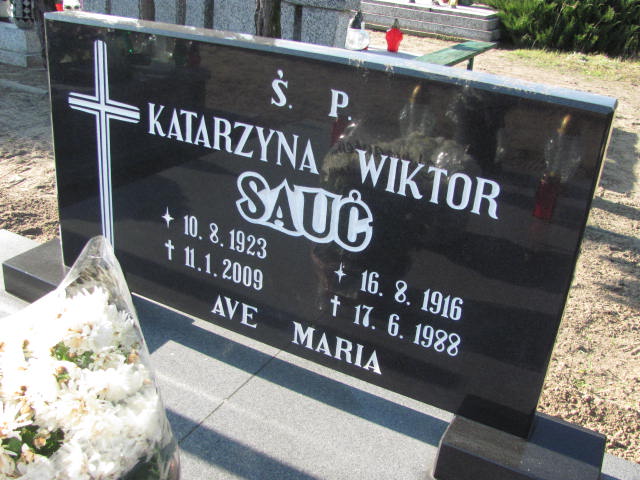 Ś. P.
KATARZYNA WIKTOR
SAUĆ
✦ 10. 8. 1923 ✦ 16. 8. 1916
✝ 11. 1. 2009 ✝ 17. 6. 1988
AVE MARIA